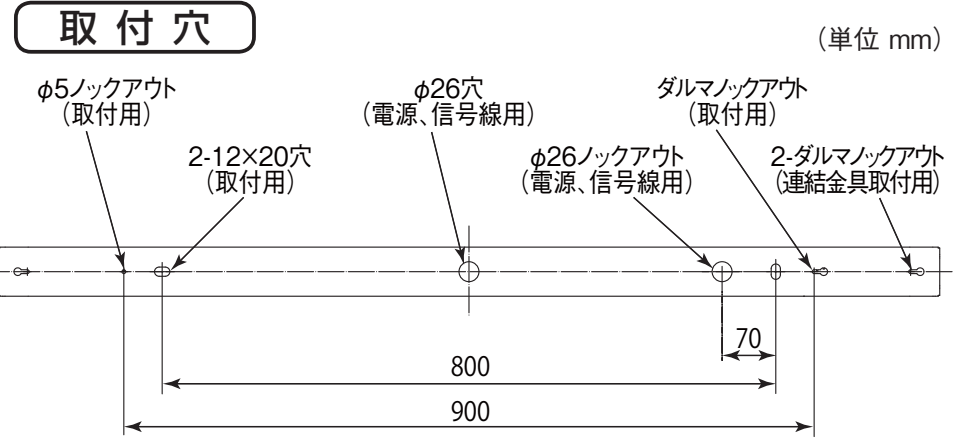 取付穴
(単位 mm)
φ5ノックアウト
(取付用)
φ26穴
(電源、信号線用)
ダルマノックアウト
(取付用)
2-12×20穴
(取付用)
φ26ノックアウト
(電源、信号線用)
2-ダルマノックアウト
(連結金具取付用)
70
800
900